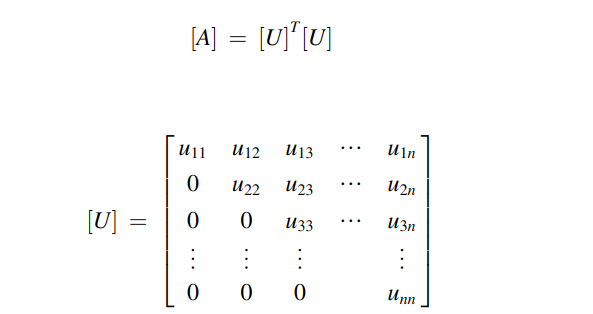 [A] = [U]ᵀ[U]
[U] =
u₁₁ u₁₂ u₁₃ ⋯ u₁ₙ
0 u₂₂ u₂₃ ⋯ u₂ₙ
0 0 u₃₃ ⋯ u₃ₙ
⋮ ⋮ ⋮ ⋮
0 0 0 uₙₙ